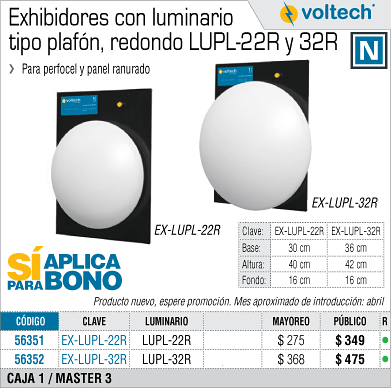 Exhibidores con luminario
tipo plafón, redondo LUPL-22R y 32R
voltech®
N
› Para perfocel y panel ranurado
voltech
voltech
EX-LUPL-22R
EX-LUPL-32R
SÍ APLICA
PARA BONO
Clave: EX-LUPL-22R EX-LUPL-32R
Base: 30 cm 36 cm
Altura: 40 cm 42 cm
Fondo: 16 cm 16 cm
Producto nuevo, espere promoción. Mes aproximado de introducción: abril
CÓDIGO CLAVE LUMINARIO MAYOREO PÚBLICO R
56351 EX-LUPL-22R LUPL-22R $ 275 $ 349
56352 EX-LUPL-32R LUPL-32R $ 368 $ 475
CAJA 1 / MASTER 3